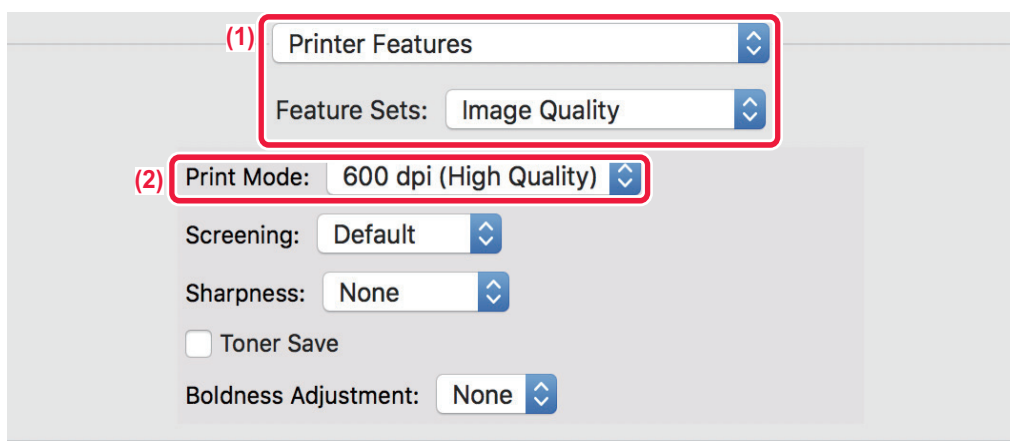 (1) Printer Features
Feature Sets: Image Quality
(2) Print Mode: 600 dpi (High Quality)
Screening: Default
Sharpness: None
Toner Save
Boldness Adjustment: None